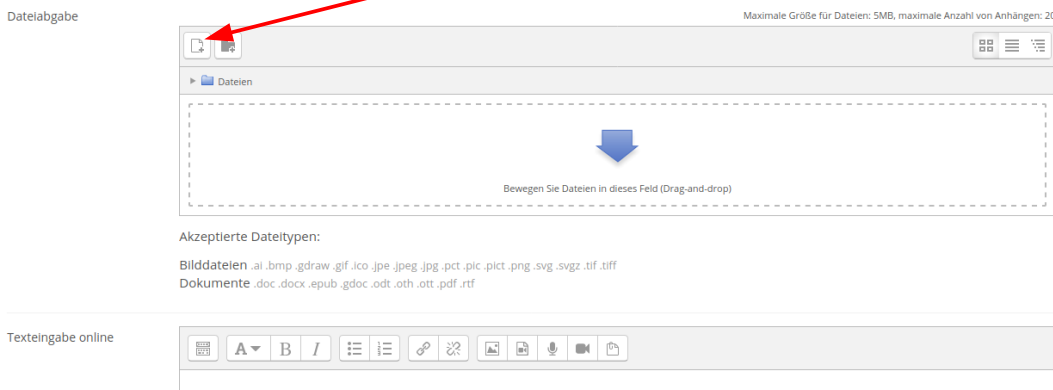 Dateiabgabe
Maximale Größe für Dateien: 5MB, maximale Anzahl von Anhängen: 20
Dateien
Bewegen Sie Dateien in dieses Feld (Drag-and-drop)
Akzeptierte Dateitypen:
Bilddateien .ai .bmp .gdraw .gif .ico .jpe .jpeg .jpg .pct .pic .pict .png .svg .svgz .tif .tiff
Dokumente .doc .docx .epub .gdoc .odt .oth .ott .pdf .rtf
Texteingabe online
A B I